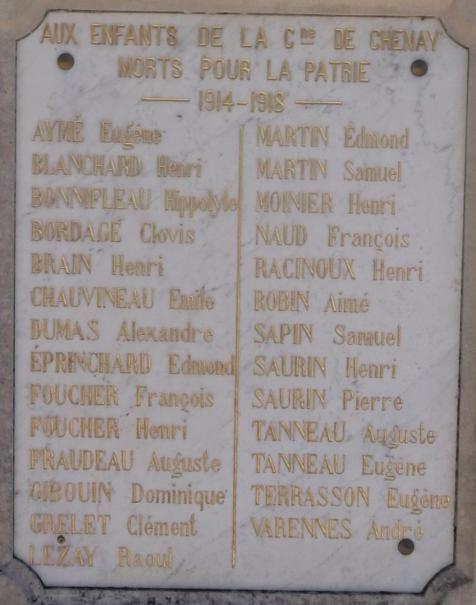 AUX ENFANTS DE LA Cne DE CHENAY
MORTS POUR LA PATRIE
1914-1918
AYMÉ Eugène
BLANCHARD Henri
BONNIFLEAU Hippolyte
BORDAGE Clovis
BRAIN Henri
CHAUVINEAU Emile
DUMAS Alexandre
ÉPRINCHARD Edmond
FOUCHER François
FOUCHER Henri
FRAUDEAU Auguste
GIBOUIN Dominique
GRELET Clément
LEZAY Raoul
MARTIN Edmond
MARTIN Samuel
MOINIER Henri
NAUD François
RACINOUX Henri
ROBIN Aimé
SAPIN Samuel
SAURIN Henri
SAURIN Pierre
TANNEAU Auguste
TANNEAU Eugène
TERRASSON Eugène
VARENNES André